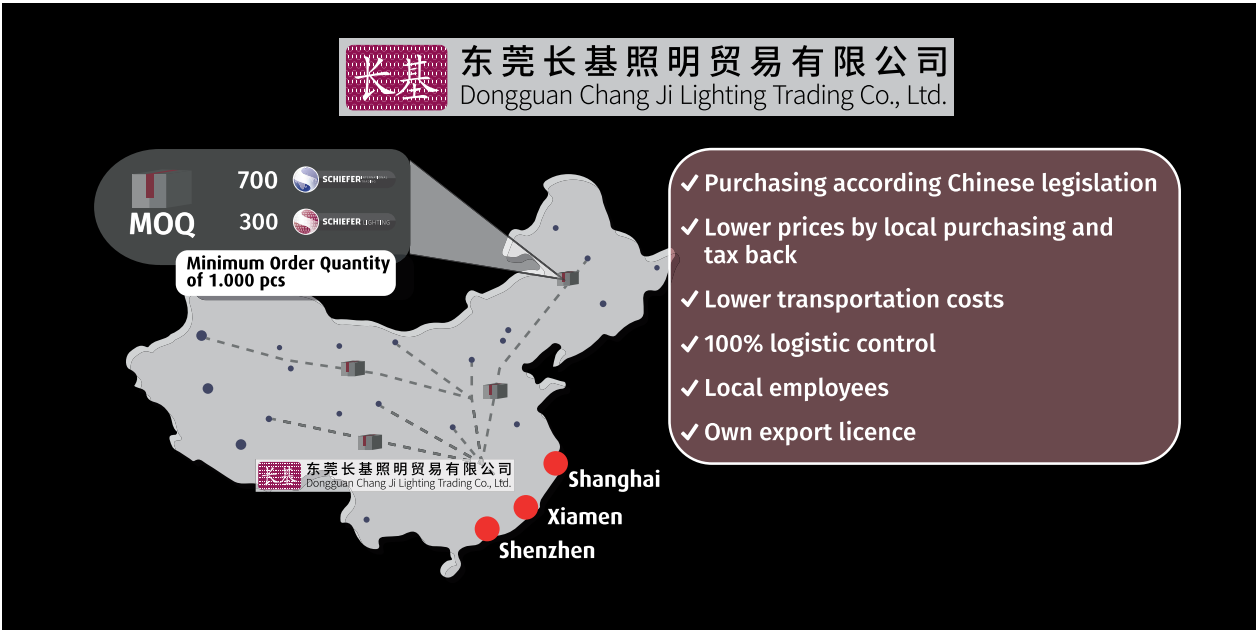 长基 东莞长基照明贸易有限公司
Dongguan Chang Ji Lighting Trading Co., Ltd.
700 SCHIEFER
MOQ
300 SCHIEFER LIGHTING
Minimum Order Quantity
of 1.000 pcs
Purchasing according Chinese legislation
Lower prices by local purchasing and
tax back
Lower transportation costs
100% logistic control
Local employees
Own export licence
长基 东莞长基照明贸易有限公司
Dongguan Chang Ji Lighting Trading Co., Ltd.
Shanghai
Xiamen
Shenzhen